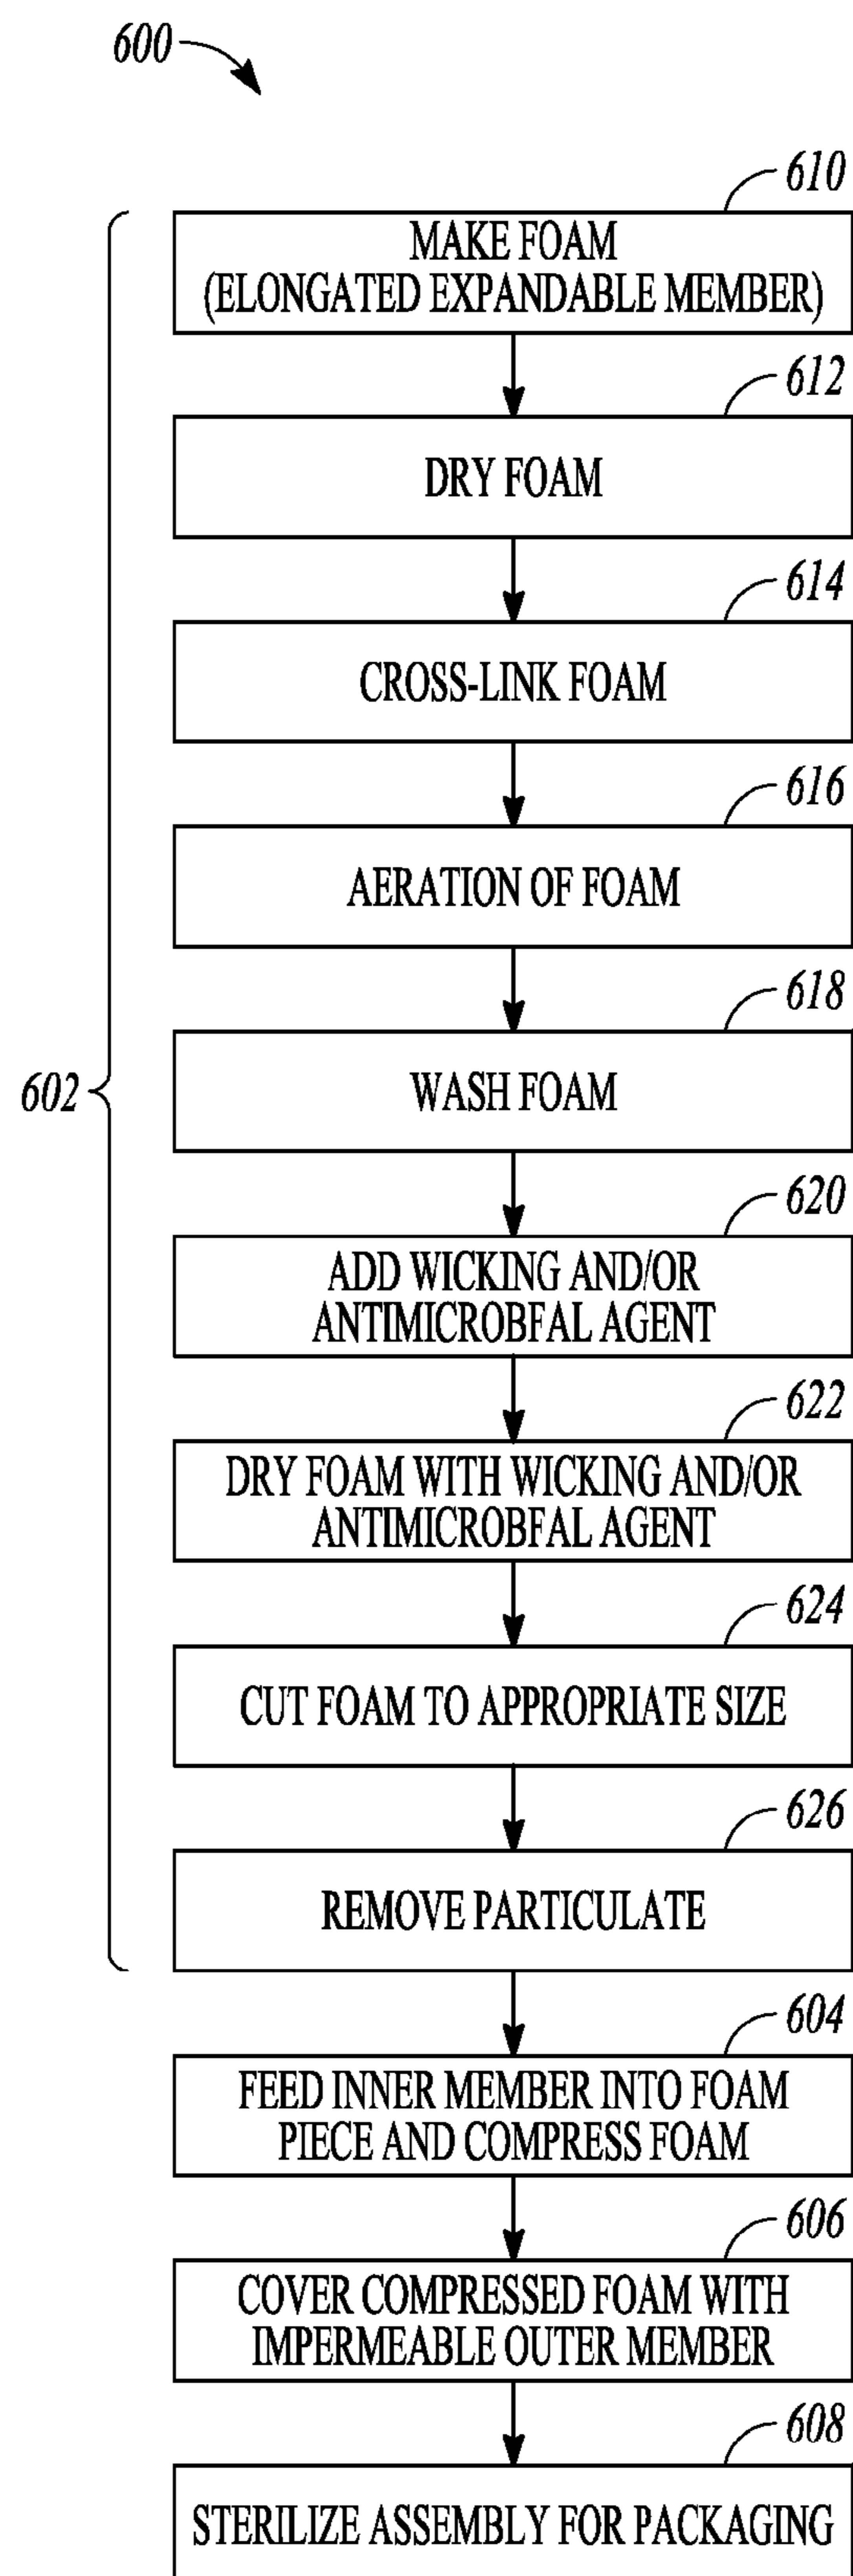 600
610
MAKE FOAM
(ELONGATED EXPANDABLE MEMBER)
612
DRY FOAM
614
CROSS-LINK FOAM
616
AERATION OF FOAM
618
602
WASH FOAM
620
ADD WICKING AND/OR
ANTIMICROBFAL AGENT
622
DRY FOAM WITH WICKING AND/OR
ANTIMICROBFAL AGENT
624
CUT FOAM TO APPROPRIATE SIZE
626
REMOVE PARTICULATE
604
FEED INNER MEMBER INTO FOAM
PIECE AND COMPRESS FOAM
606
COVER COMPRESSED FOAM WITH
IMPERMEABLE OUTER MEMBER
608
STERILIZE ASSEMBLY FOR PACKAGING